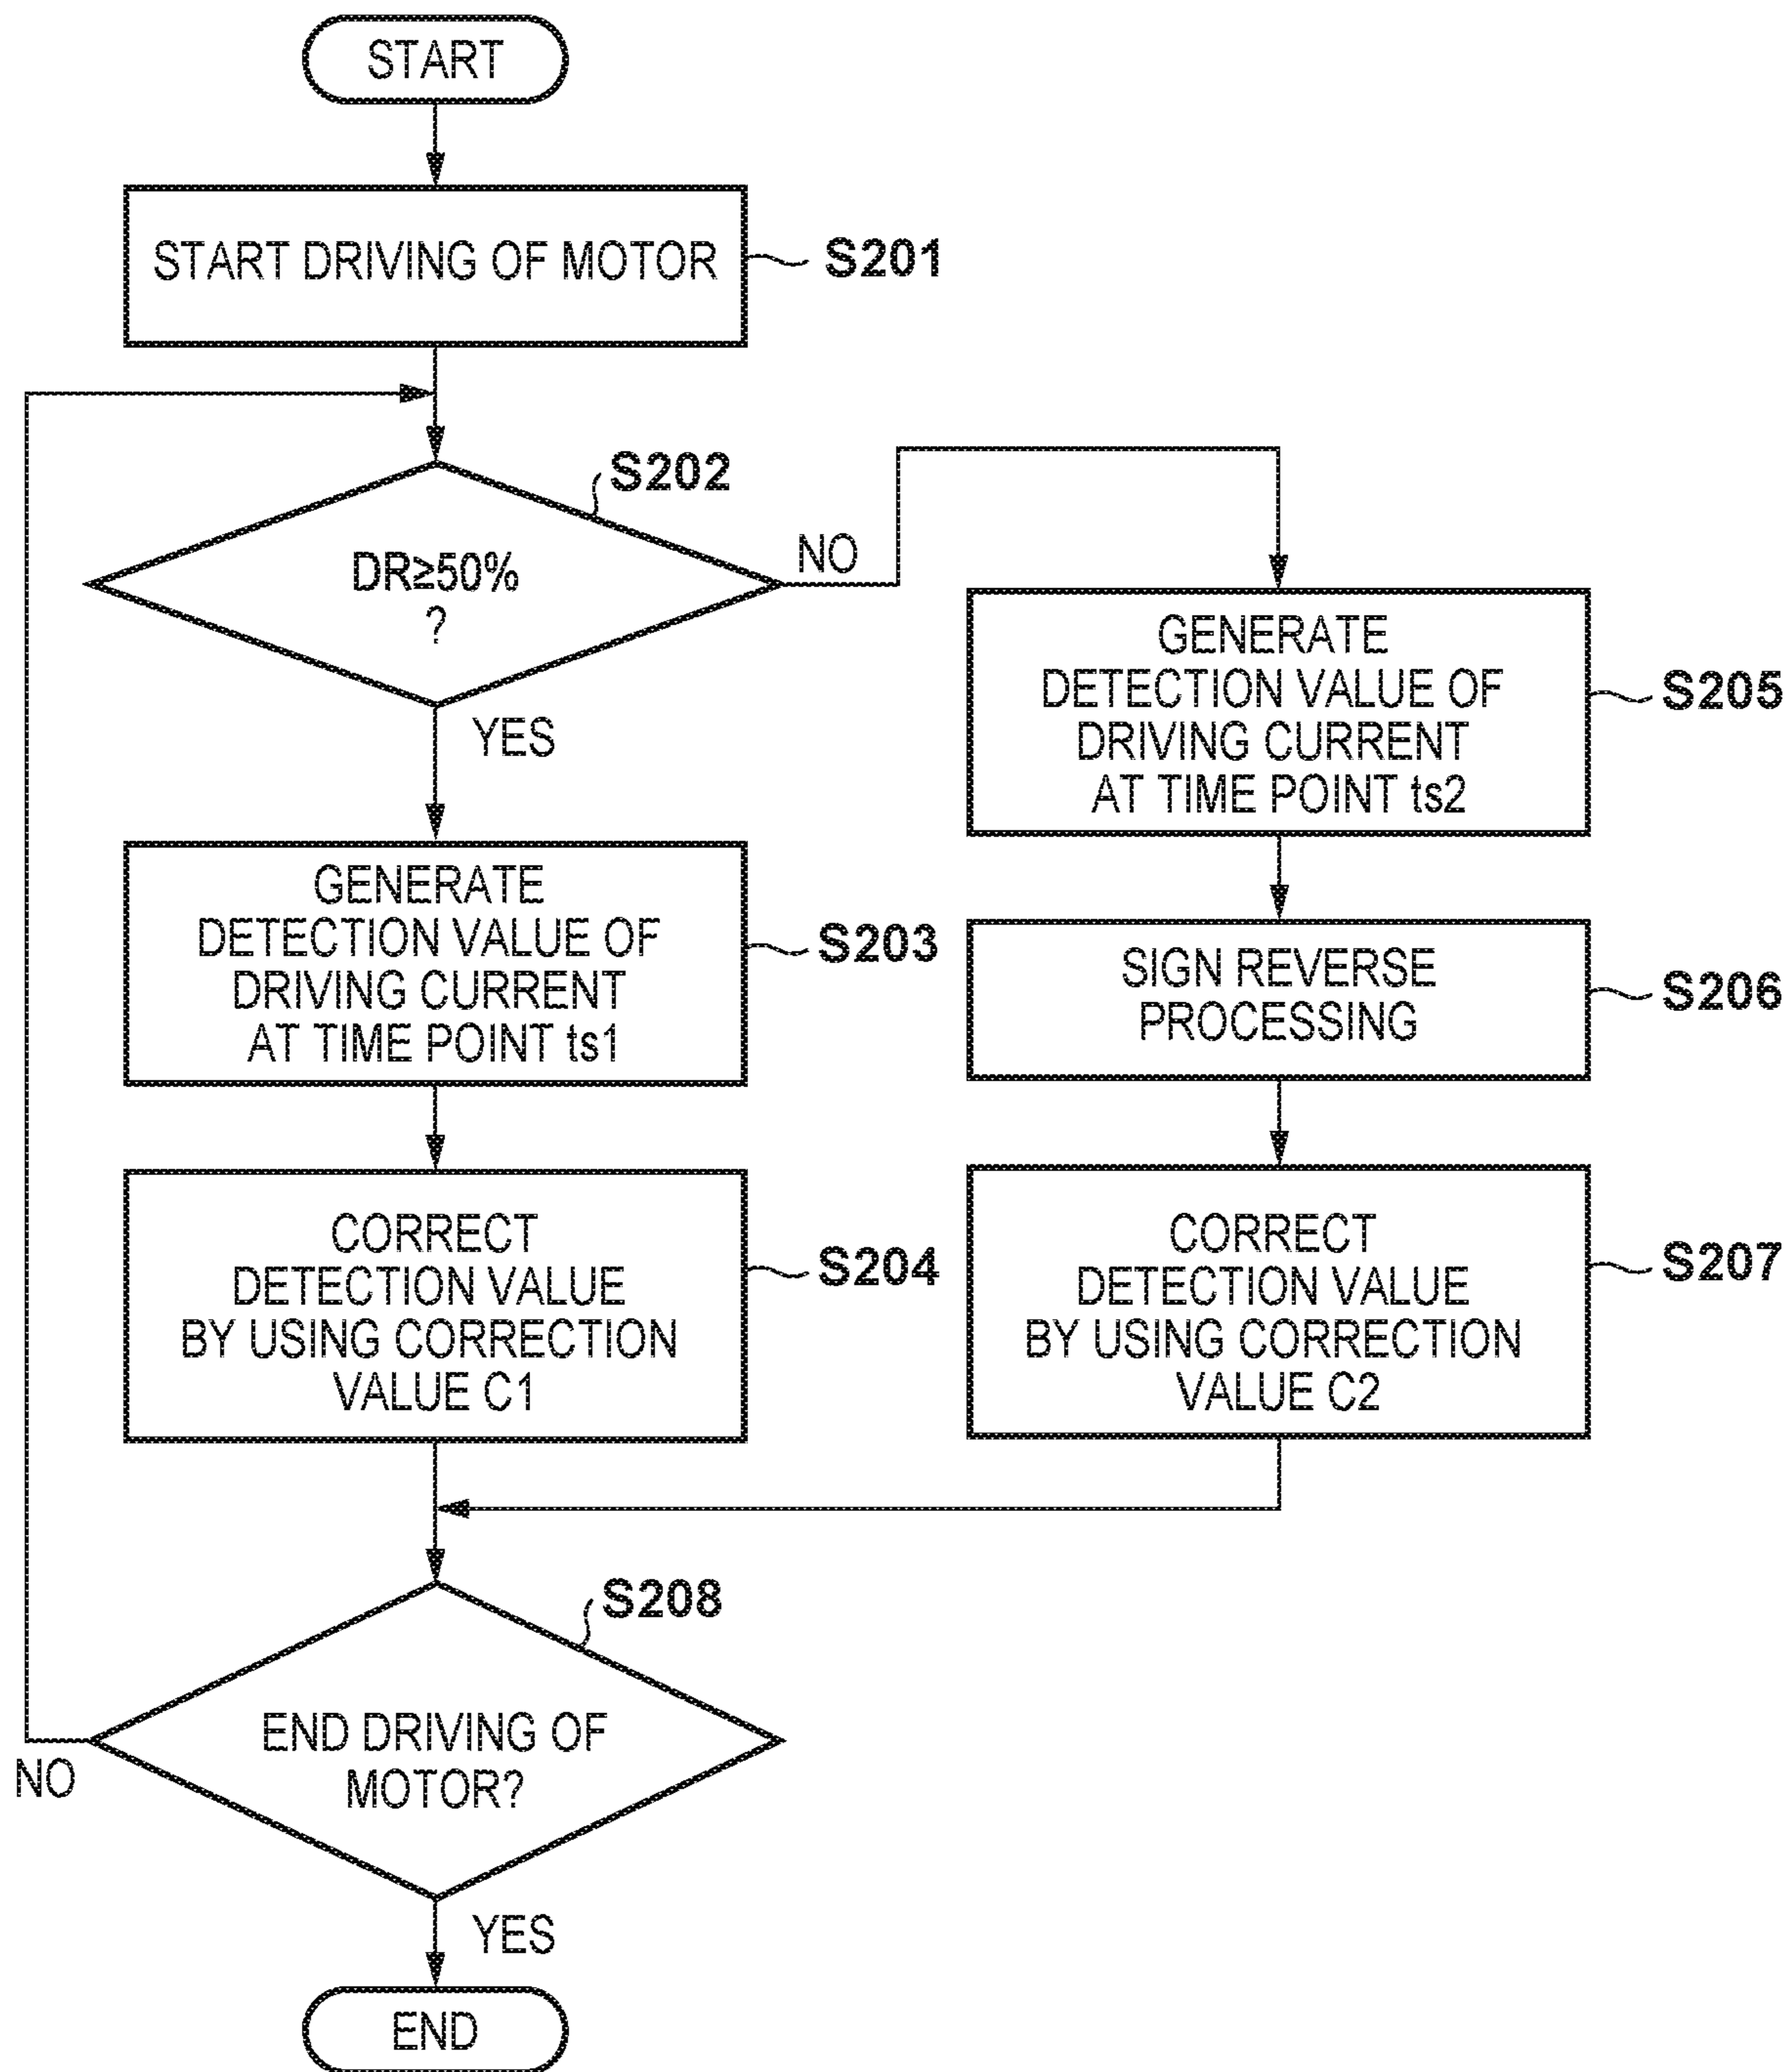 START
START DRIVING OF MOTOR
S201
S202
DR≥50%
?
NO
YES
GENERATE
DETECTION VALUE OF
DRIVING CURRENT
AT TIME POINT ts1
S203
CORRECT
DETECTION VALUE
BY USING CORRECTION
VALUE C1
S204
GENERATE
DETECTION VALUE OF
DRIVING CURRENT
AT TIME POINT ts2
S205
SIGN REVERSE
PROCESSING
S206
CORRECT
DETECTION VALUE
BY USING CORRECTION
VALUE C2
S207
S208
END DRIVING OF
MOTOR?
NO
YES
END